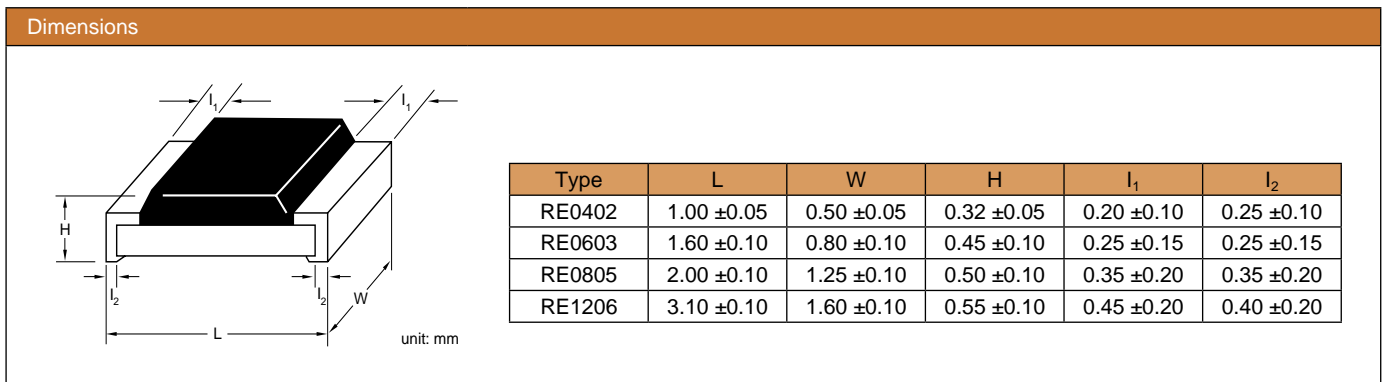 Dimensions
I₁ I₁
H
I₂ I₂ W
L
unit: mm
Type L W H I₁ I₂
RE0402 1.00 ±0.05 0.50 ±0.05 0.32 ±0.05 0.20 ±0.10 0.25 ±0.10
RE0603 1.60 ±0.10 0.80 ±0.10 0.45 ±0.10 0.25 ±0.15 0.25 ±0.15
RE0805 2.00 ±0.10 1.25 ±0.10 0.50 ±0.10 0.35 ±0.20 0.35 ±0.20
RE1206 3.10 ±0.10 1.60 ±0.10 0.55 ±0.10 0.45 ±0.20 0.40 ±0.20